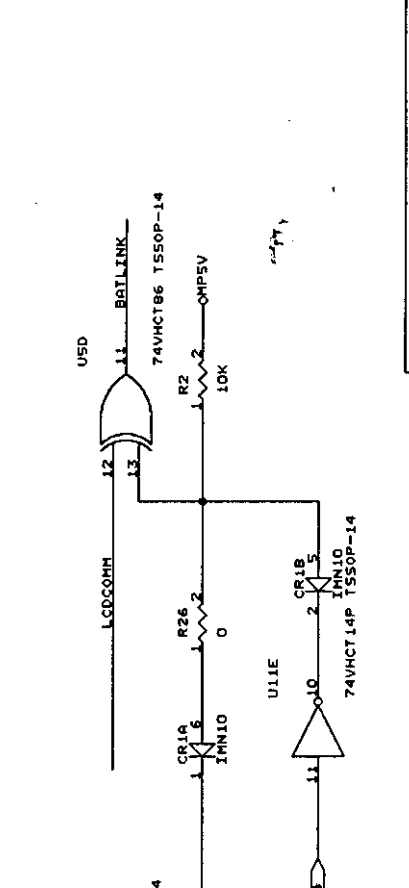 U5D
12
13
11
BATLINK
74VHCT86 TSSOP-14
LCDCOMM
MP5V
R2
1
2
10K
R26
1
2
0
CR1A
1
6
IMN10
CR1B
2
5
IMN10
U11E
11
10
74VHCT14P TSSOP-14
4